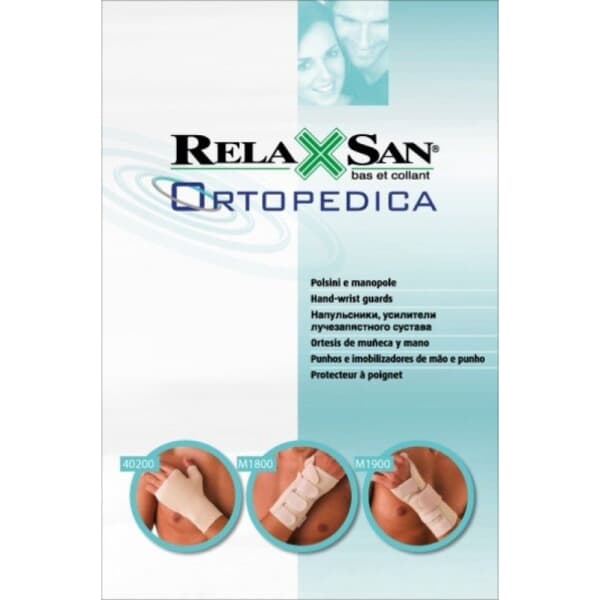 RELAXSAN®
bas et collant
ORTOPEDICA
Polsini e manopole
Hand-wrist guards
Напульсники, усилители
лучезапястного сустава
Ortesis de muñeca y mano
Punhos e imobilizadores de mão e punho
Protecteur à poignet
40200 M1800 M1900